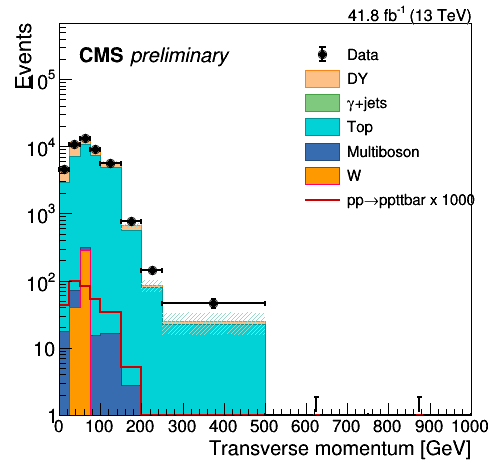 41.8 fb⁻¹ (13 TeV)
Events
CMS preliminary
Data
DY
γ+jets
Top
Multiboson
W
pp→ppttbar x 1000
10⁵
10⁴
10³
10²
10
1
0 100 200 300 400 500 600 700 800 900 1000
Transverse momentum [GeV]